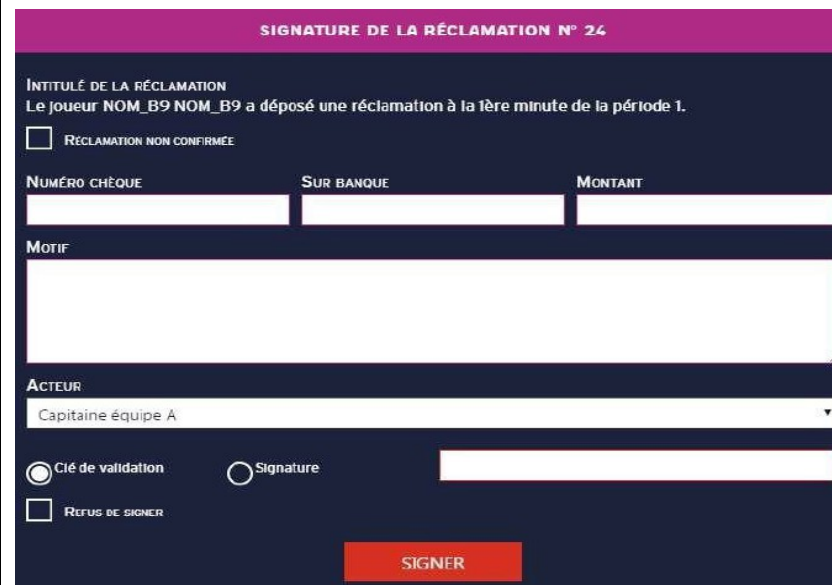 SIGNATURE DE LA RÉCLAMATION N° 24
INTITULÉ DE LA RÉCLAMATION
Le joueur NOM_B9 NOM_B9 a déposé une réclamation à la 1ère minute de la période 1.
RÉCLAMATION NON CONFIRMÉE
NUMÉRO CHÈQUE SUR BANQUE MONTANT
MOTIF
ACTEUR
Capitaine équipe A
Clé de validation Signature
REFUS DE SIGNER
SIGNER